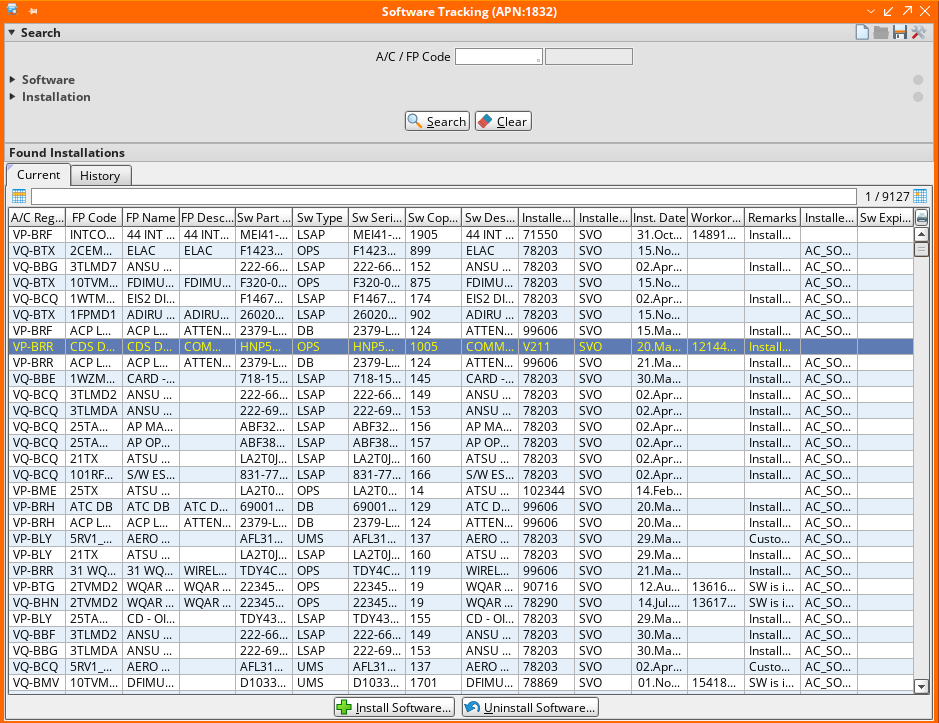 Software Tracking (APN:1832)
Search
A/C / FP Code
Software
Installation
Search Clear
Found Installations
Current History
1 / 9127
A/C Reg... FP Code FP Name FP Desc... Sw Part ... Sw Type Sw Seri... Sw Cop... Sw Des... Installe... Installe... Inst. Date Workor... Remarks Installe... Sw Expi...
VP-BRF INTCO... 44 INT ... 44 INT ... MEI41-... LSAP MEI41-... 1905 44 INT ... 71550 SVO 31.Oct... 14891... Install...
VQ-BTX 2CEM... ELAC ELAC F1423... OPS F1423... 899 ELAC 78203 SVO 15.No... AC_SO...
VQ-BBG 3TLMD7 ANSU ... 222-66... LSAP 222-66... 152 ANSU ... 78203 SVO 02.Apr... Install... AC_SO...
VQ-BTX 10TVM... FDIMU... FDIMU... F320-0... OPS F320-0... 875 FDIMU... 78203 SVO 15.No... AC_SO...
VQ-BCQ 1WTM... EIS2 DI... F1467... LSAP F1467... 174 EIS2 DI... 78203 SVO 02.Apr... Install... AC_SO...
VQ-BTX 1FPMD1 ADIRU ... ADIRU... 26020... LSAP 26020... 902 ADIRU ... 78203 SVO 15.No... AC_SO...
VP-BRF ACP L... ACP L... ATTEN... 2379-L... DB 2379-L... 124 ATTEN... 99606 SVO 15.Ma... Install... AC_SO...
VP-BRR CDS D... CDS D... COM... HNP5... OPS HNP5... 1005 COMM... V211 SVO 20.Ma... 12144... Install...
VP-BRR ACP L... ACP L... ATTEN... 2379-L... DB 2379-L... 124 ATTEN... 99606 SVO 21.Ma... Install... AC_SO...
VQ-BBE 1WZM... CARD -... 718-15... LSAP 718-15... 145 CARD -... 78203 SVO 30.Ma... Install... AC_SO...
VQ-BCQ 3TLMD2 ANSU ... 222-66... LSAP 222-66... 149 ANSU ... 78203 SVO 02.Apr... Install... AC_SO...
VQ-BCQ 3TLMDA ANSU ... 222-69... LSAP 222-69... 153 ANSU ... 78203 SVO 02.Apr... Install... AC_SO...
VQ-BCQ 25TA... AP MA... ABF32... LSAP ABF32... 156 AP MA... 78203 SVO 02.Apr... Install... AC_SO...
VQ-BCQ 25TA... AP OP... ABF38... LSAP ABF38... 157 AP OP... 78203 SVO 02.Apr... Install... AC_SO...
VQ-BCQ 21TX ATSU ... LA2T0J... LSAP LA2T0J... 160 ATSU ... 78203 SVO 02.Apr... Install... AC_SO...
VQ-BCQ 101RF... S/W ES... 831-77... LSAP 831-77... 166 S/W ES... 78203 SVO 02.Apr... Install... AC_SO...
VP-BME 25TX ATSU ... LA2T0... OPS LA2T0... 14 ATSU ... 102344 SVO 14.Feb... AC_SO...
VP-BRH ATC DB ATC DB ATC D... 69001... DB 69001... 129 ATC D... 99606 SVO 20.Ma... Install... AC_SO...
VP-BRH ACP L... ACP L... ATTEN... 2379-L... DB 2379-L... 124 ATTEN... 99606 SVO 20.Ma... Install... AC_SO...
VP-BLY 5RV1_... AERO ... AFL31... UMS AFL31... 137 AERO ... 78203 SVO 29.Ma... Custo... AC_SO...
VP-BLY 21TX ATSU ... LA2T0J... LSAP LA2T0J... 160 ATSU ... 78203 SVO 29.Ma... Install... AC_SO...
VP-BRR 31 WQ... 31 WQ... WIREL... TDY4C... OPS TDY4C... 119 WIREL... 99606 SVO 21.Ma... Install... AC_SO...
VP-BTG 2TVMD2 WQAR ... WQAR ... 22345... OPS 22345... 19 WQAR ... 90716 SVO 12.Au... 13616... SW is i... AC_SO...
VQ-BHN 2TVMD2 WQAR ... WQAR ... 22345... OPS 22345... 19 WQAR ... 78290 SVO 14.Jul.... 13617... SW is i... AC_SO...
VP-BLY 25TA... CD - OI... TDY43... LSAP TDY43... 155 CD - OI... 78203 SVO 29.Ma... Install... AC_SO...
VQ-BBF 3TLMD2 ANSU ... 222-66... LSAP 222-66... 149 ANSU ... 78203 SVO 30.Ma... Install... AC_SO...
VQ-BBG 3TLMDA ANSU ... 222-69... LSAP 222-69... 153 ANSU ... 78203 SVO 30.Ma... Install... AC_SO...
VQ-BCQ 5RV1_... AERO ... AFL31... UMS AFL31... 137 AERO ... 78203 SVO 02.Apr... Custo... AC_SO...
VQ-BMV 10TVM... DFIMU... D1033... UMS D1033... 1701 DFIMU... 78869 SVO 01.No... 15418... SW is i... AC_SO...
Install Software... Uninstall Software...